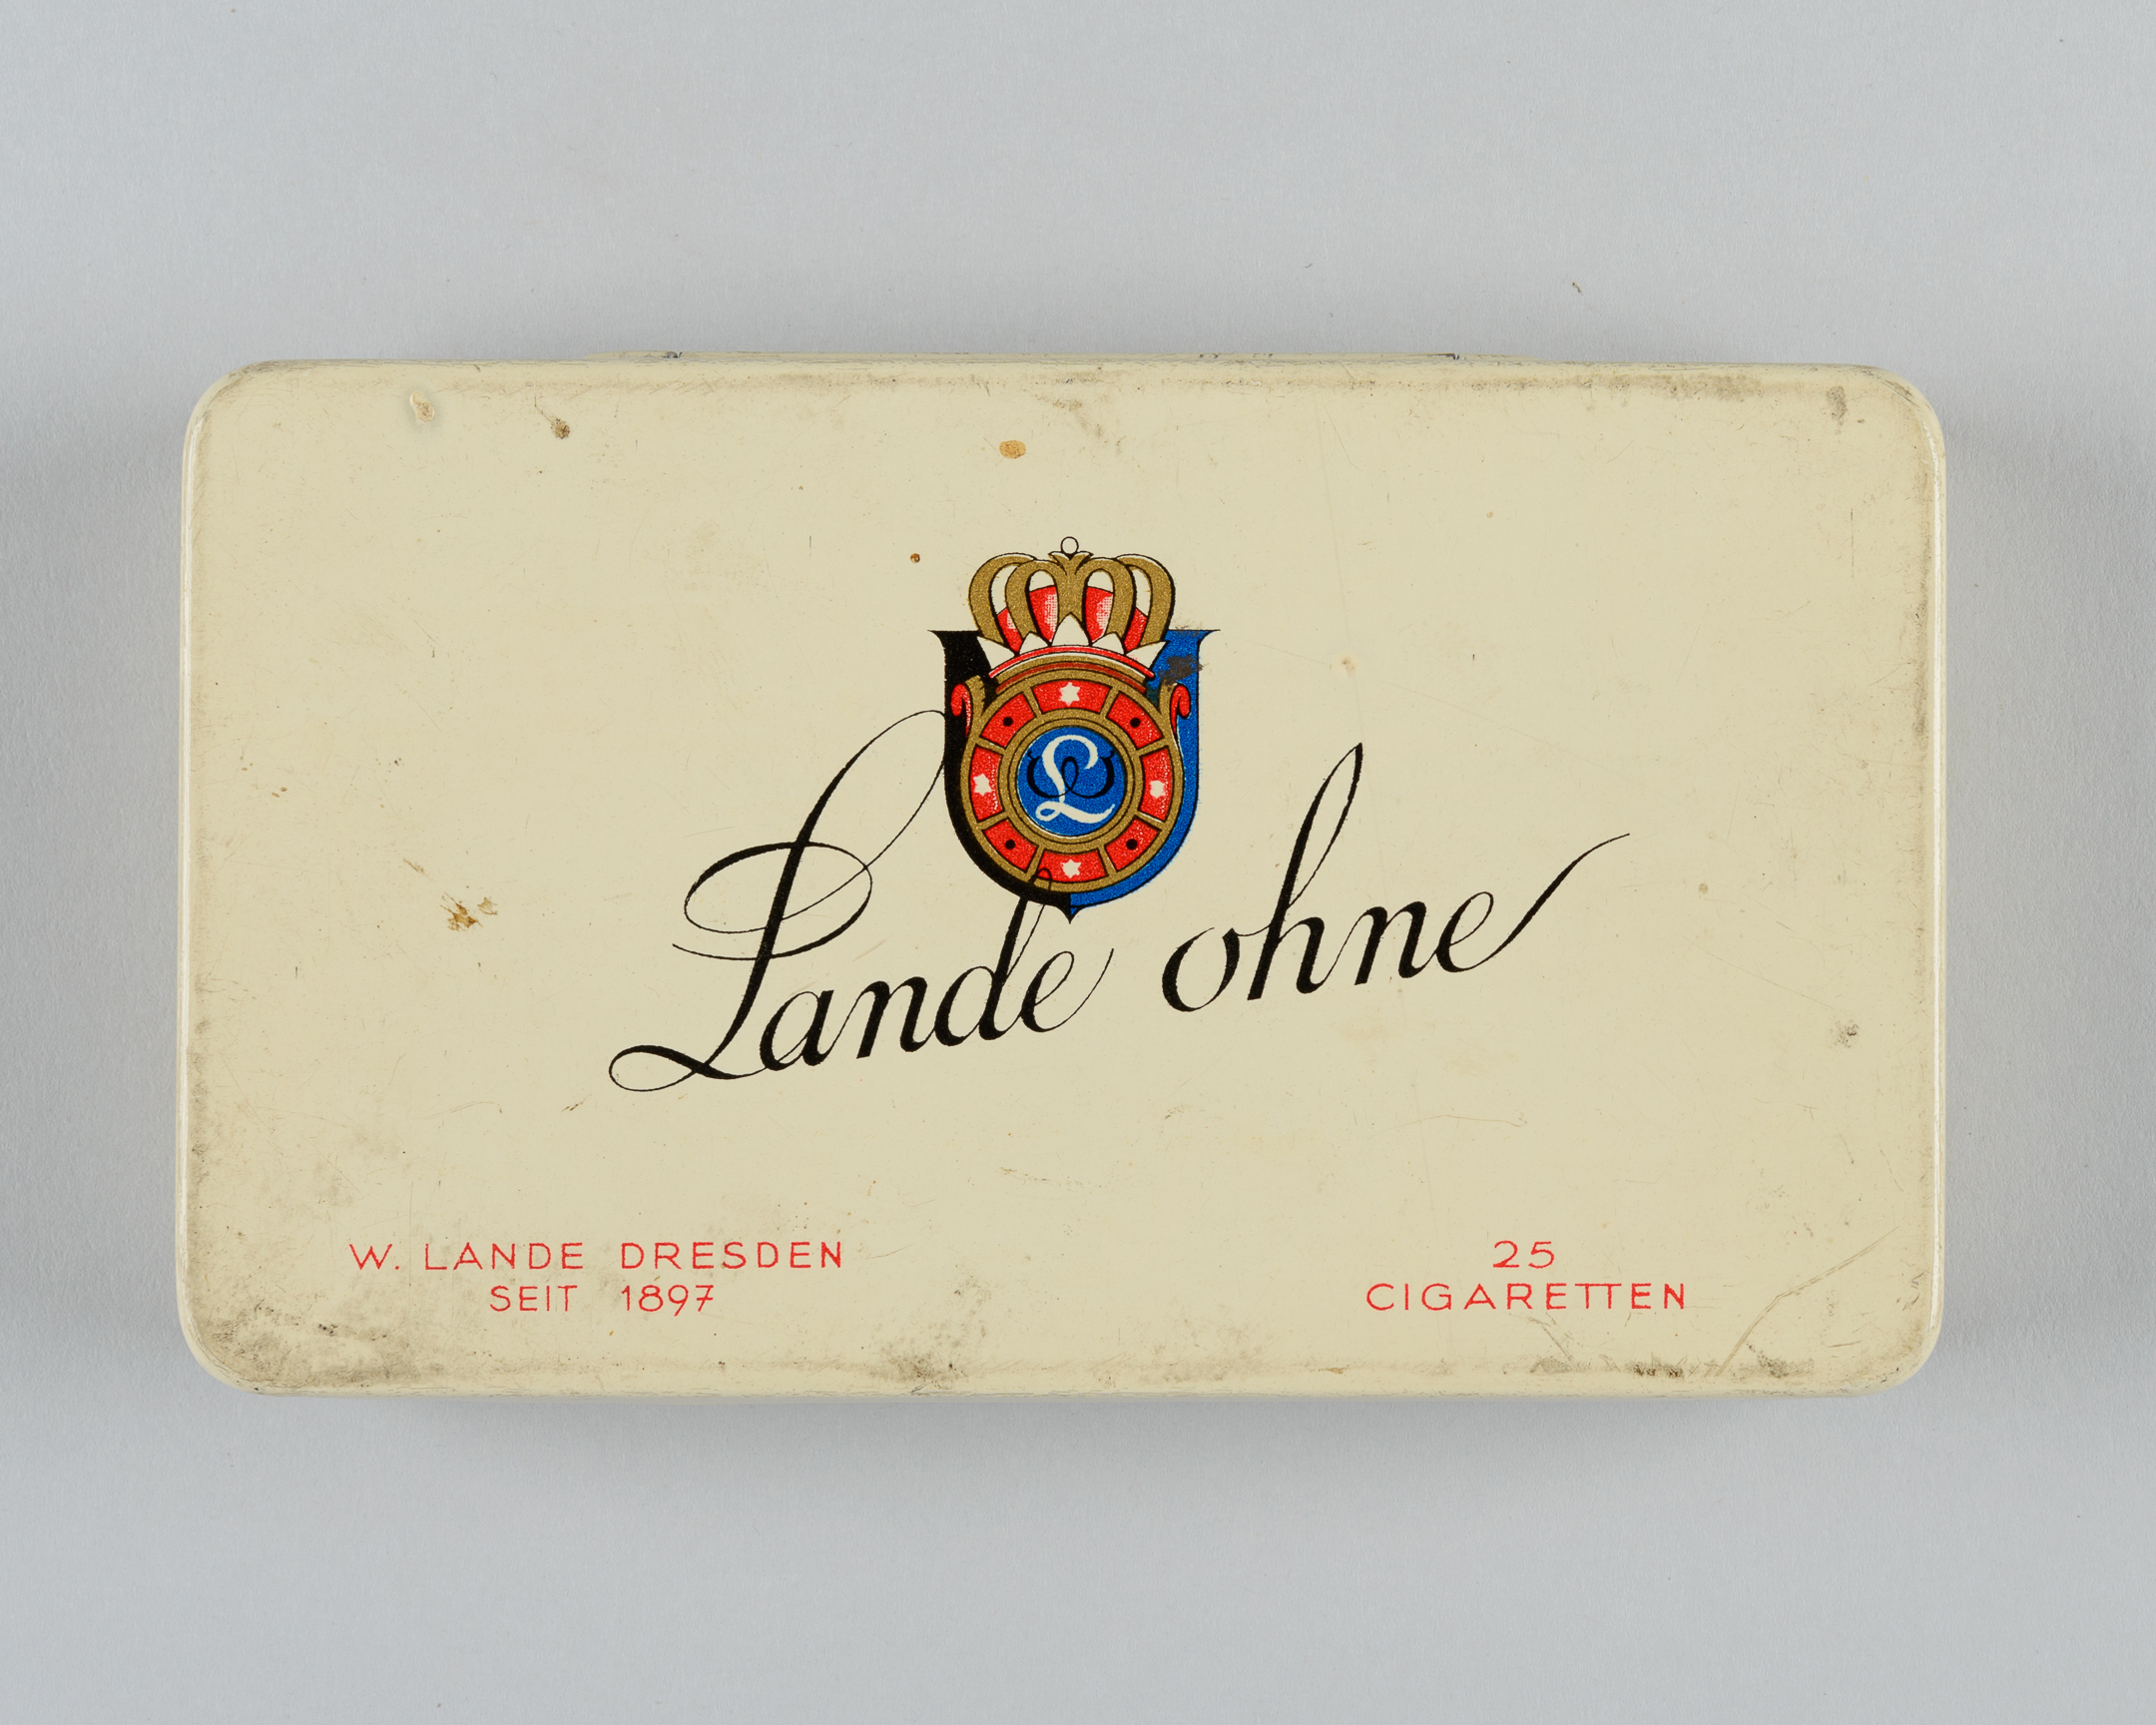 Lande ohne
W. LANDE DRESDEN
SEIT 1897
25
CIGARETTEN